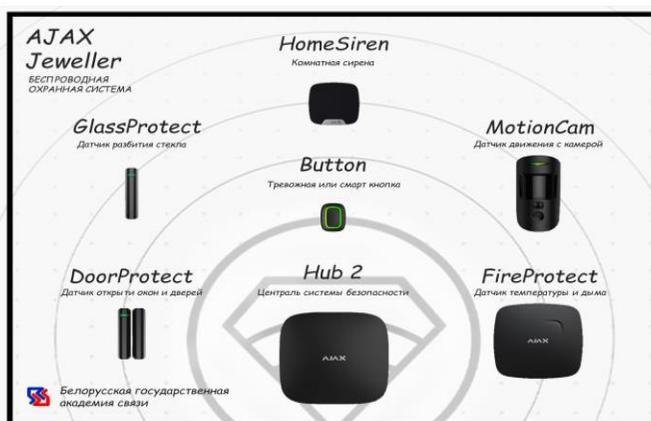 AJAX
Jeweller
БЕСПРОВОДНАЯ
ОХРАННАЯ СИСТЕМА
HomeSiren
Комнатная сирена
GlassProtect
Датчик разбития стекла
MotionCam
Датчик движения с камерой
Button
Тревожная или смарт кнопка
DoorProtect
Датчик открыти окон и дверей
Hub 2
Централь системы безопасности
FireProtect
Датчик температуры и дыма
AJAX
AJAX
Белорусская государственная
академия связи